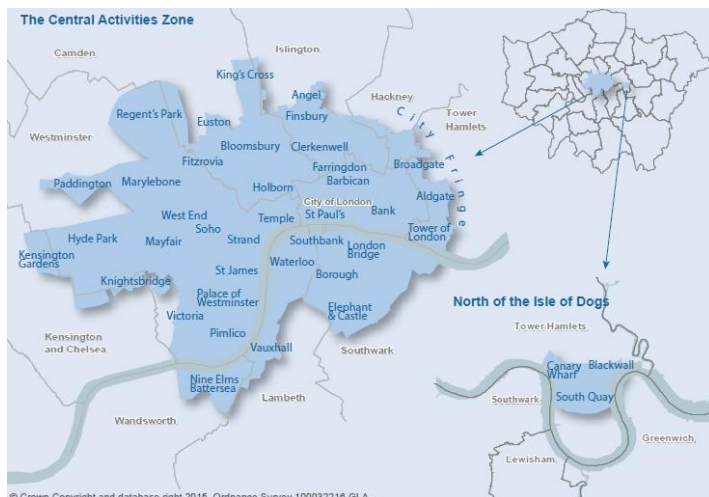 The Central Activities Zone
Camden
Islington
King's Cross
Angel
Hackney
Regent's Park
Euston
Finsbury
City Fringe
Tower
Hamlets
Westminster
Bloomsbury
Clerkenwell
Fitzrovia
Farringdon
Barbican
Broadgate
Paddington
Marylebone
Holborn
City of London
Aldgate
West End
Soho
Temple
St Paul's
Bank
Hyde Park
Mayfair
Strand
Southbank
London
Bridge
Tower of
London
Kensington
Gardens
Knightsbridge
St James
Waterloo
Borough
Palace of
Westminster
Victoria
Elephant
& Castle
Pimlico
Vauxhall
Kensington
and Chelsea
Southwark
Nine Elms
Battersea
Lambeth
Wandsworth
North of the Isle of Dogs
Tower Hamlets
Canary
Wharf
Blackwall
South Quay
Southwark
Greenwich
Lewisham
© Crown Copyright and database right 2015. Ordnance Survey 100032216 GLA